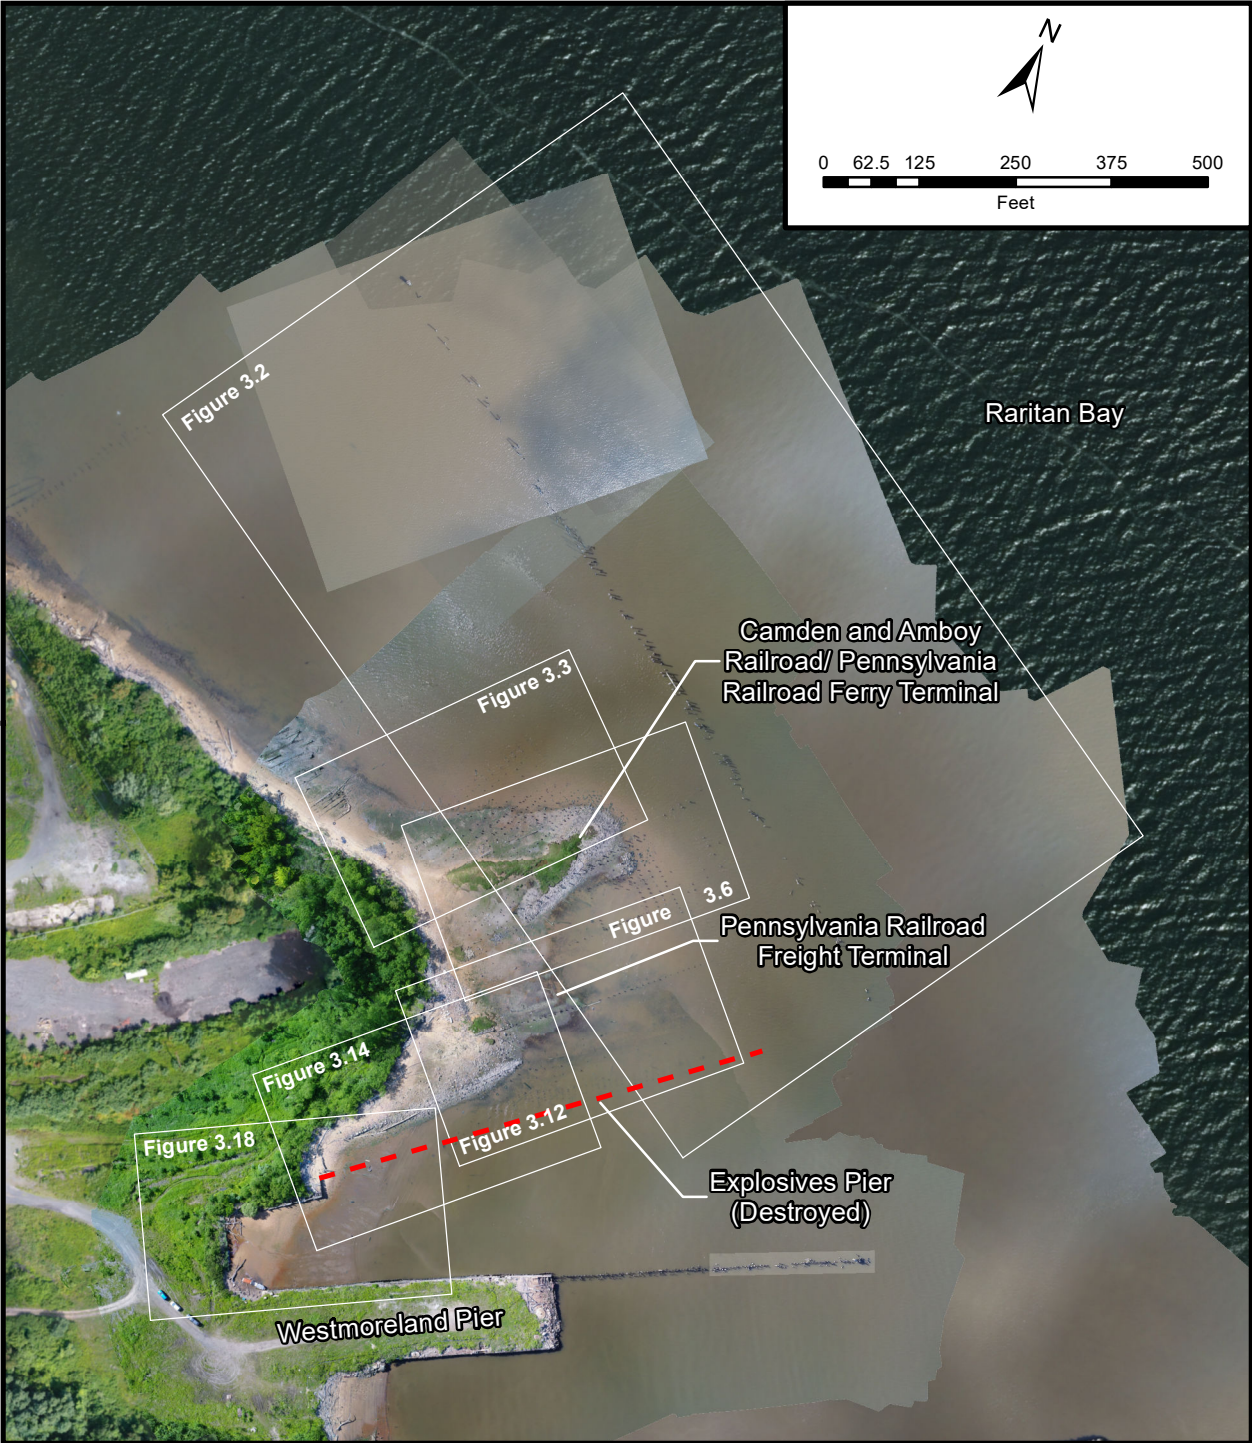 N
0 62.5 125 250 375 500
Feet
Figure 3.2
Raritan Bay
Camden and Amboy
Railroad/ Pennsylvania
Railroad Ferry Terminal
Figure 3.3
Figure 3.6
Pennsylvania Railroad
Freight Terminal
Figure 3.14
Figure 3.12
Figure 3.18
Explosives Pier
(Destroyed)
Westmoreland Pier